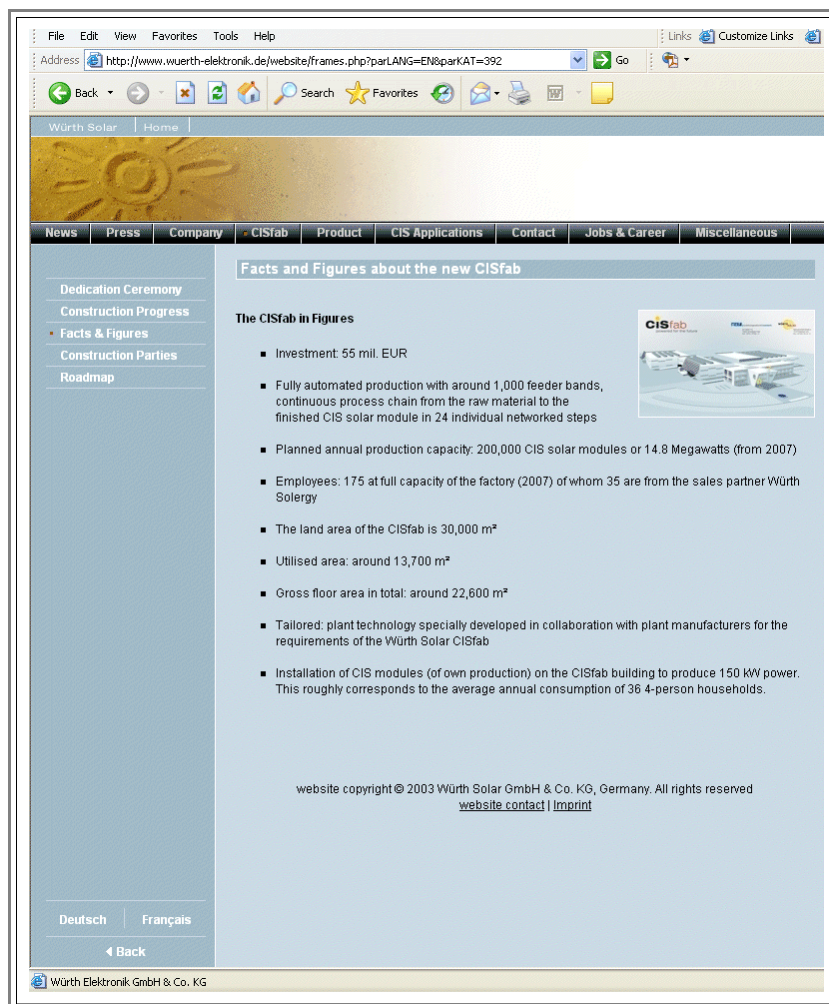 File Edit View Favorites Tools Help Links Customize Links
Address http://www.wuerth-elektronik.de/website/frames.php?parLANG=EN&parKAT=392 Go
Back Search Favorites
Würth Solar Home
News Press Company CISfab Product CIS Applications Contact Jobs & Career Miscellaneous
Facts and Figures about the new CISfab
Dedication Ceremony
Construction Progress
Facts & Figures
Construction Parties
Roadmap
The CISfab in Figures
CISfab
Investment: 55 mil. EUR
Fully automated production with around 1,000 feeder bands,
continuous process chain from the raw material to the
finished CIS solar module in 24 individual networked steps
Planned annual production capacity: 200,000 CIS solar modules or 14.8 Megawatts (from 2007)
Employees: 175 at full capacity of the factory (2007) of whom 35 are from the sales partner Würth
Solergy
The land area of the CISfab is 30,000 m²
Utilised area: around 13,700 m²
Gross floor area in total: around 22,600 m²
Tailored: plant technology specially developed in collaboration with plant manufacturers for the
requirements of the Würth Solar CISfab
Installation of CIS modules (of own production) on the CISfab building to produce 150 kW power.
This roughly corresponds to the average annual consumption of 36 4-person households.
website copyright © 2003 Würth Solar GmbH & Co. KG, Germany. All rights reserved
website contact | Imprint
Deutsch Français
Back
Würth Elektronik GmbH & Co. KG